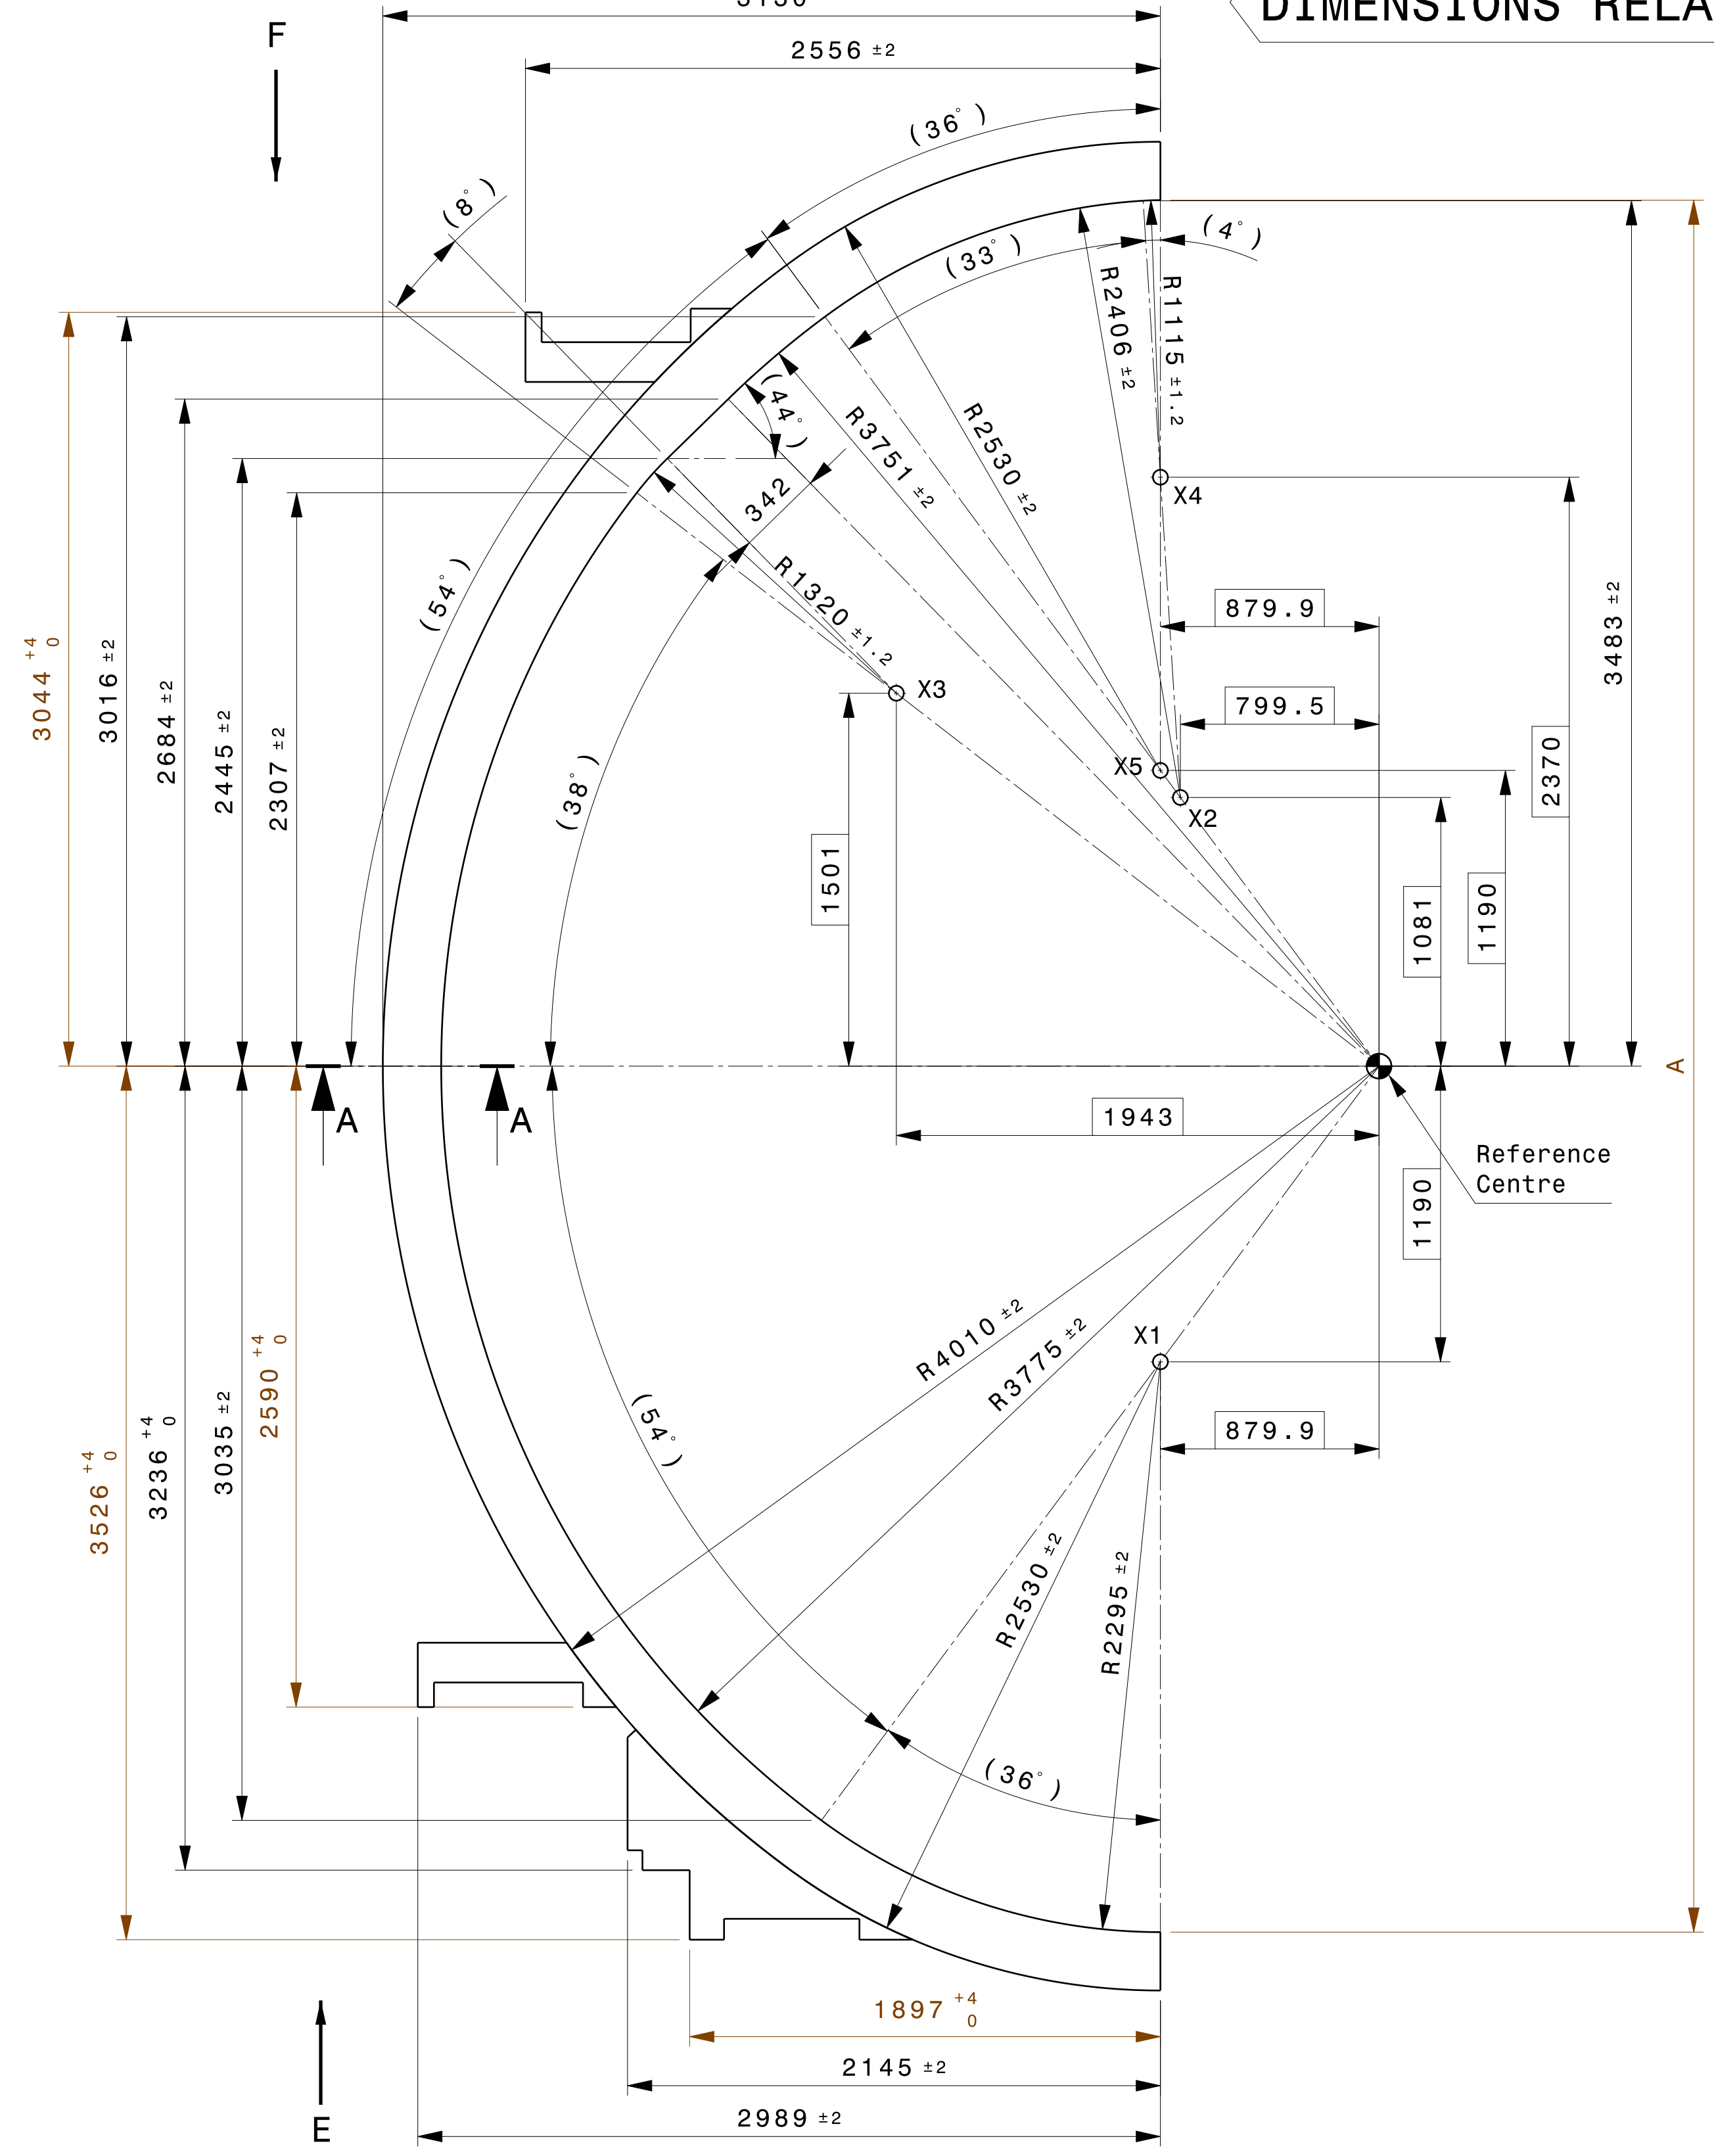 DIMENSIONS RELA
F
2556 ±2
(36°)
(8°)
(33°)
(4°)
R2406 ±2
R1115 ±1.2
(44°)
R3751 ±2
R2530 ±2
342
X4
R1320 ±1.2
(54°)
879.9
3483 ±2
3044 +4 0
3016 ±2
2684 ±2
2445 ±2
2307 ±2
X3
799.5
(38°)
X5
2370
X2
1501
1081
1190
A
A
A
1943
Reference
Centre
1190
X1
R4010 ±2
R3775 ±2
2590 +4 0
(54°)
879.9
3526 +4 0
3236 +4 0
3035 ±2
R2530 ±2
R2295 ±2
(36°)
1897 +4 0
2145 ±2
2989 ±2
E